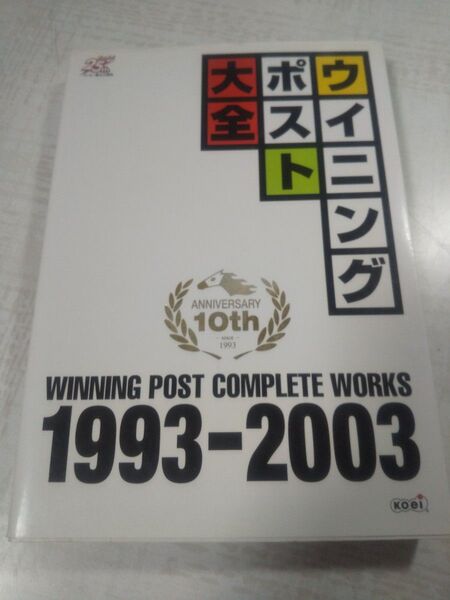 25th
ウイニング
ポスト
大全
ANNIVERSARY
10th
since
1993
WINNING POST COMPLETE WORKS
1993-2003
KOEI